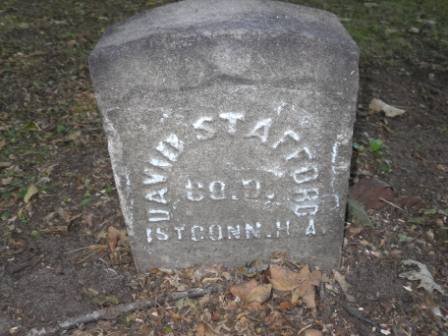 DAVID STAFFORD
CO. D.
1ST CONN. H. A.